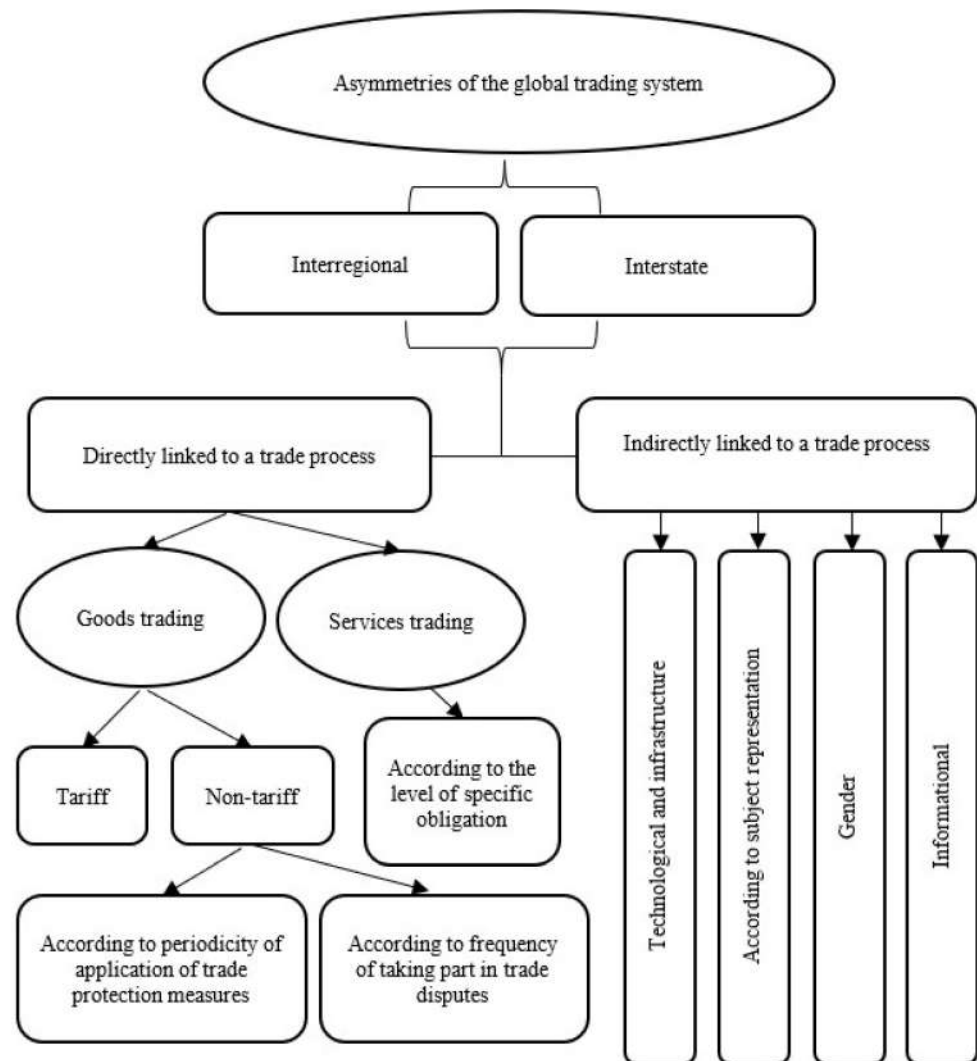 Asymmetries of the global trading system
Interregional
Interstate
Directly linked to a trade process
Indirectly linked to a trade process
Goods trading
Services trading
Tariff
Non-tariff
According to the
level of specific
obligation
According to periodicity of
application of trade
protection measures
According to frequency
of taking part in trade
disputes
Technological and infrastructure
According to subject representation
Gender
Informational